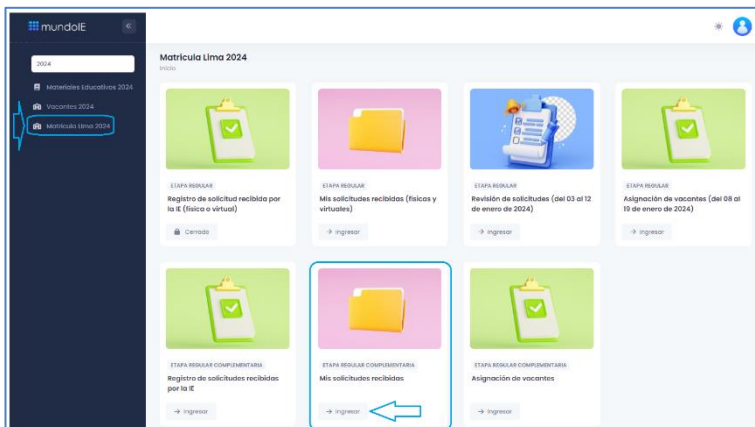 mundoIE
2024
Materiales Educativos 2024
Vacantes 2024
Matrícula Lima 2024
Matrícula Lima 2024
Inicio
ETAPA REGULAR
Registro de solicitud recibida por
la IE (física o virtual)
Cerrado
ETAPA REGULAR
Mis solicitudes recibidas (físicas y
virtuales)
Ingresar
ETAPA REGULAR
Revisión de solicitudes (del 03 al 12
de enero de 2024)
Ingresar
ETAPA REGULAR
Asignación de vacantes (del 08 al
19 de enero de 2024)
Ingresar
ETAPA REGULAR COMPLEMENTARIA
Registro de solicitudes recibidas
por la IE
Ingresar
ETAPA REGULAR COMPLEMENTARIA
Mis solicitudes recibidas
Ingresar
ETAPA REGULAR COMPLEMENTARIA
Asignación de vacantes
Ingresar